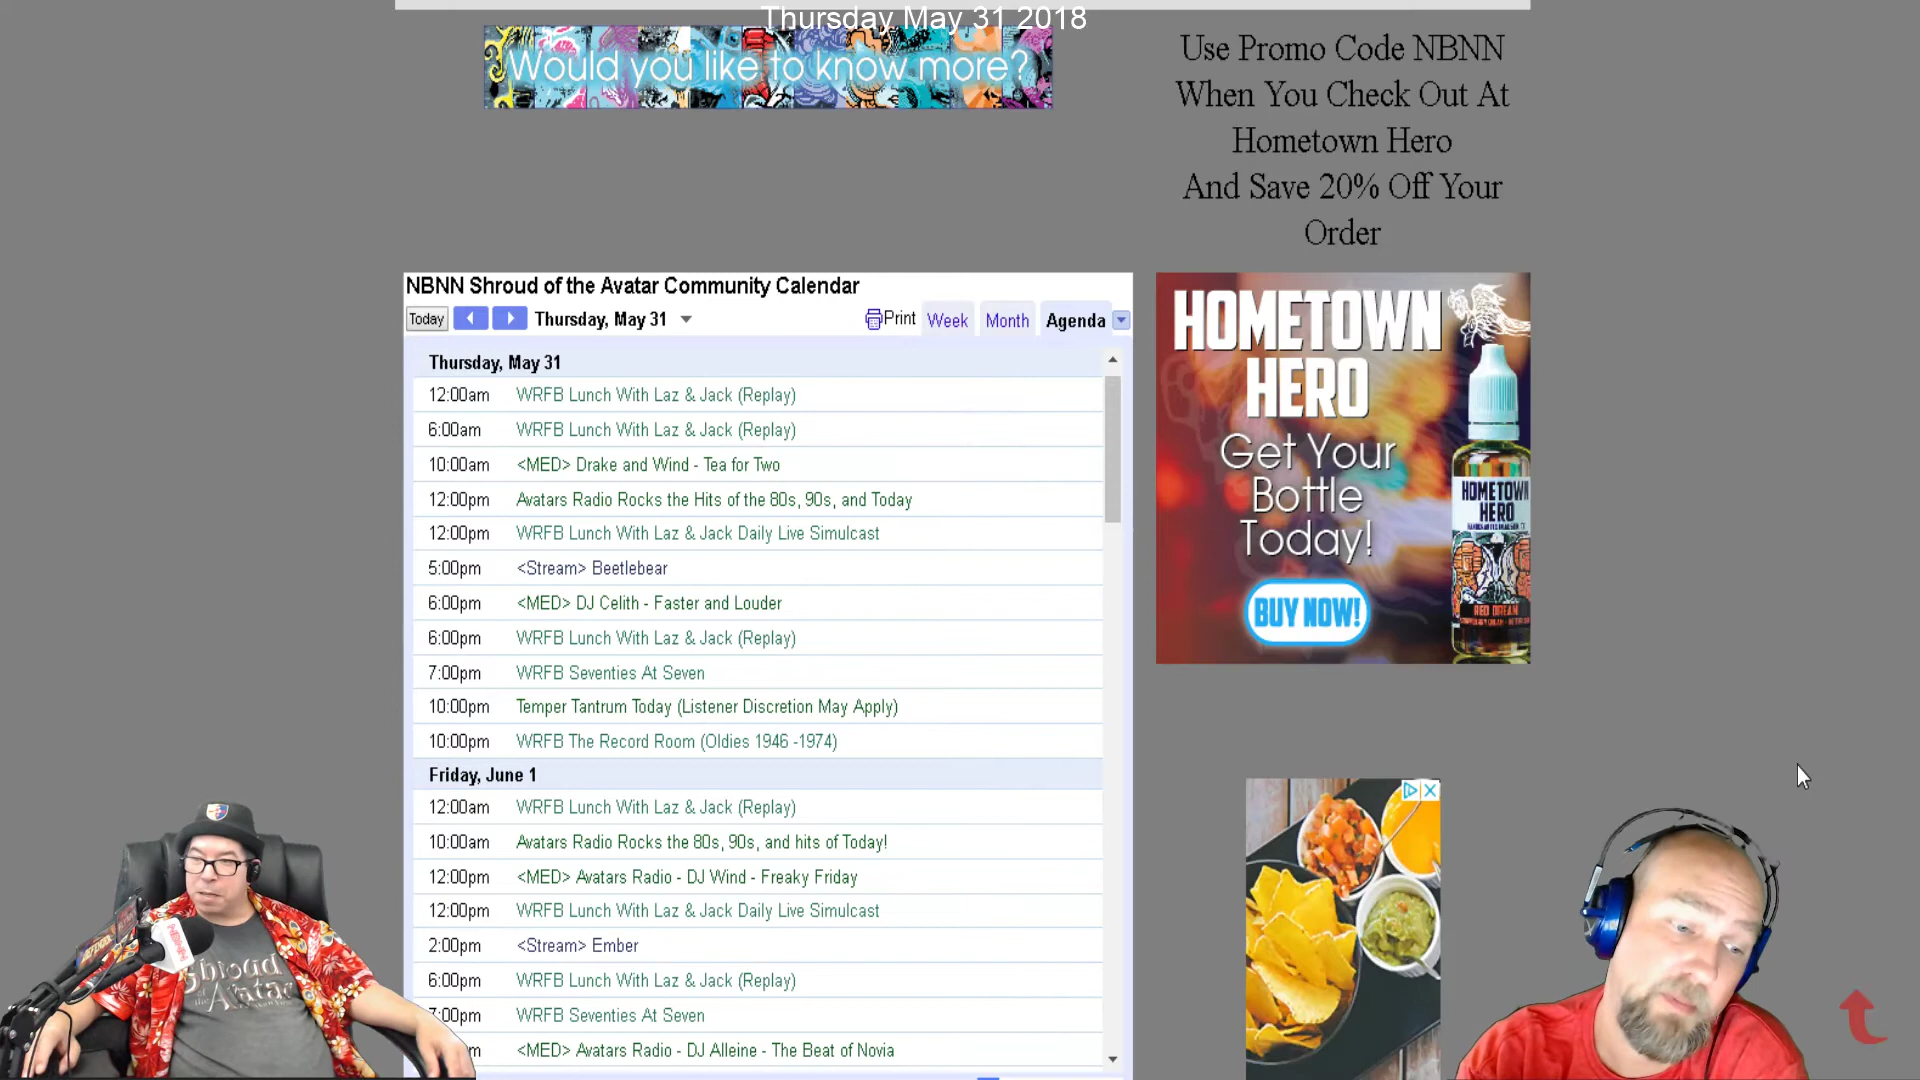 Thursday May 31 2018
Would you like to know more?
Use Promo Code NBNN
When You Check Out At
Hometown Hero
And Save 20% Off Your
Order
NBNN Shroud of the Avatar Community Calendar
Today Thursday, May 31 Print Week Month Agenda
Thursday, May 31
12:00am WRFB Lunch With Laz & Jack (Replay)
6:00am WRFB Lunch With Laz & Jack (Replay)
10:00am <MED> Drake and Wind - Tea for Two
12:00pm Avatars Radio Rocks the Hits of the 80s, 90s, and Today
12:00pm WRFB Lunch With Laz & Jack Daily Live Simulcast
5:00pm <Stream> Beetlebear
6:00pm <MED> DJ Celith - Faster and Louder
6:00pm WRFB Lunch With Laz & Jack (Replay)
7:00pm WRFB Seventies At Seven
10:00pm Temper Tantrum Today (Listener Discretion May Apply)
10:00pm WRFB The Record Room (Oldies 1946 -1974)
Friday, June 1
12:00am WRFB Lunch With Laz & Jack (Replay)
10:00am Avatars Radio Rocks the 80s, 90s, and hits of Today!
12:00pm <MED> Avatars Radio - DJ Wind - Freaky Friday
12:00pm WRFB Lunch With Laz & Jack Daily Live Simulcast
2:00pm <Stream> Ember
6:00pm WRFB Lunch With Laz & Jack (Replay)
7:00pm WRFB Seventies At Seven
<MED> Avatars Radio - DJ Alleine - The Beat of Novia
HOMETOWN
HERO
Get Your
Bottle
Today!
BUY NOW!
HOMETOWN
HERO
RED DREAM
Shroud
of the
Avatar